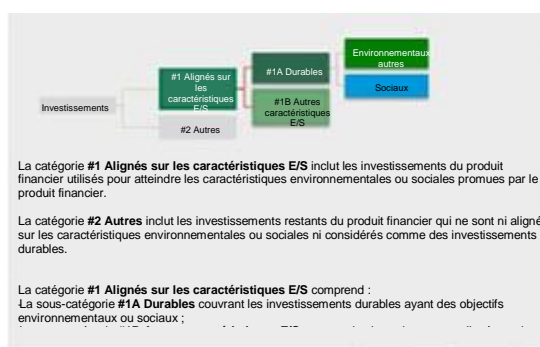 Environnementaux
autres
#1 Alignés sur
les
caractéristiques
E/S
#1A Durables
Sociaux
Investissements
#1B Autres
caractéristiques
E/S
#2 Autres
La catégorie #1 Alignés sur les caractéristiques E/S inclut les investissements du produit
financier utilisés pour atteindre les caractéristiques environnementales ou sociales promues par le
produit financier.
La catégorie #2 Autres inclut les investissements restants du produit financier qui ne sont ni aligné
sur les caractéristiques environnementales ou sociales ni considérés comme des investissements
durables.
La catégorie #1 Alignés sur les caractéristiques E/S comprend :
-La sous-catégorie #1A Durables couvrant les investissements durables ayant des objectifs
environnementaux ou sociaux ;